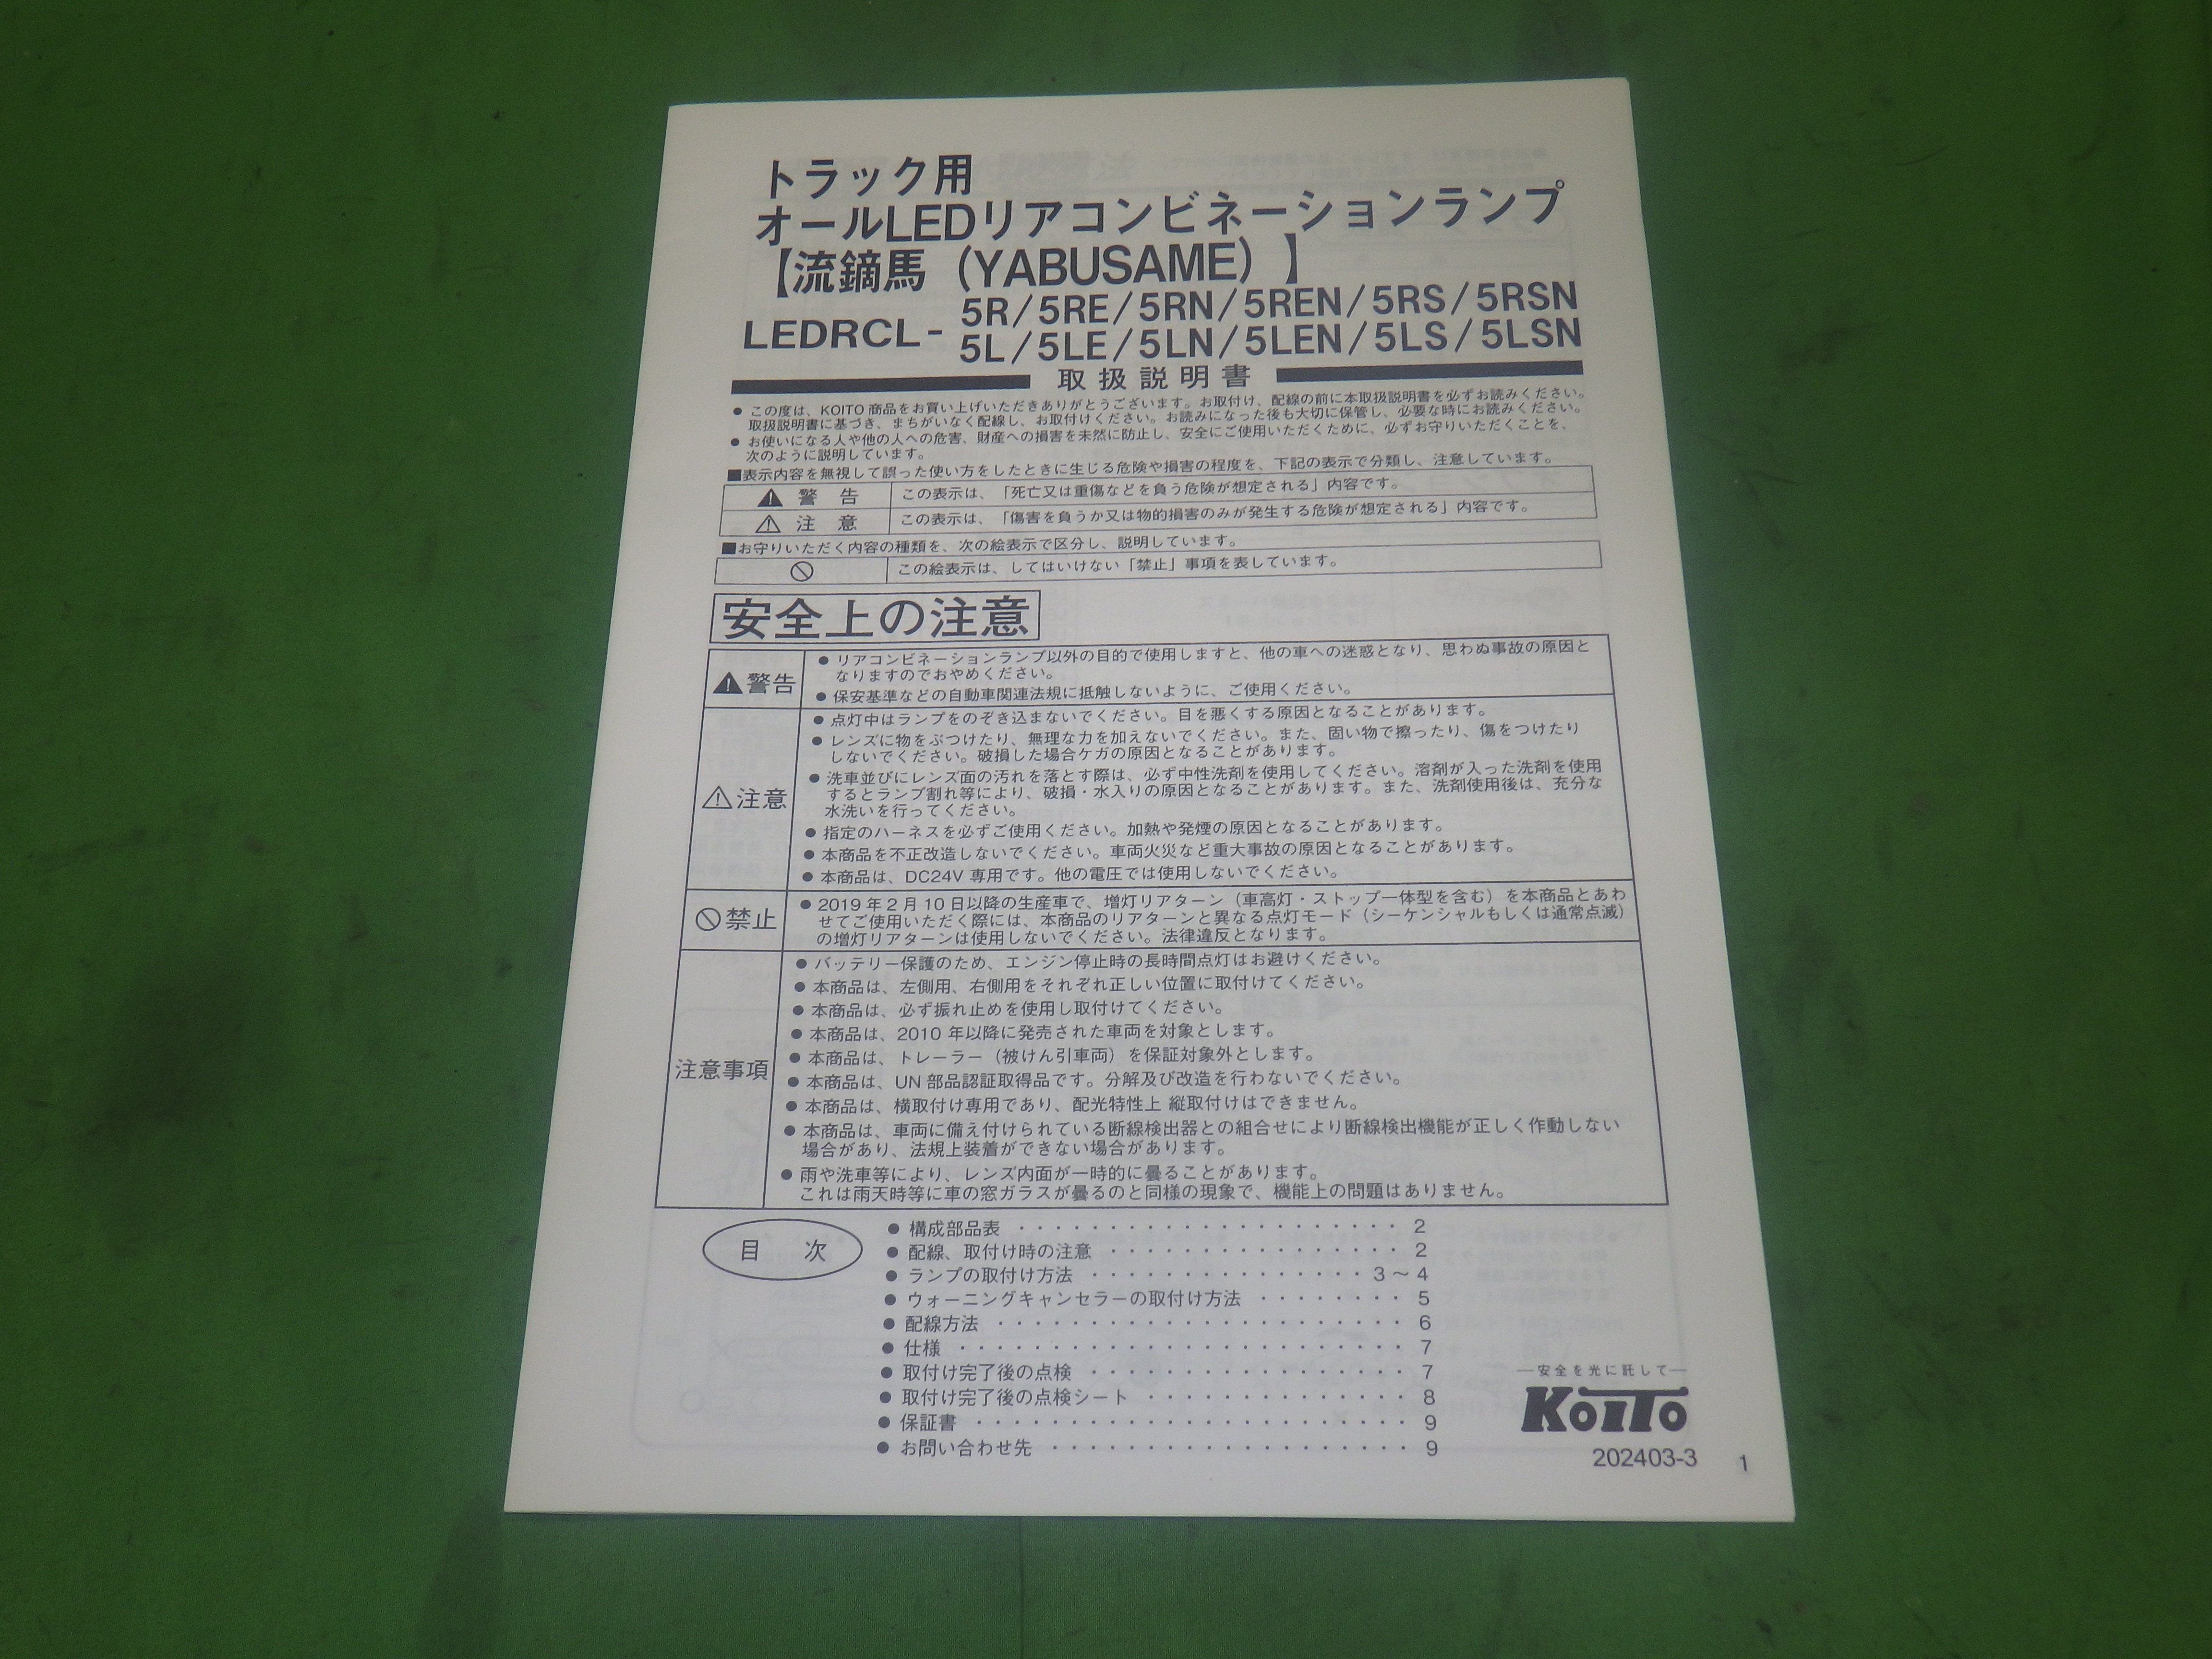 トラック用
オールLEDリアコンビネーションランプ
【流鏑馬（YABUSAME）】
LEDRCL-
5R/5RE/5RN/5REN/5RS/5RSN
5L/5LE/5LN/5LEN/5LS/5LSN
取扱説明書
● この度は、KOITO 商品をお買い上げいただきありがとうございます。お取付け、配線の前に本取扱説明書を必ずお読みください。
取扱説明書に基づき、まちがいなく配線し、お取付けください。お読みになった後も大切に保管し、必要な時にお読みください。
● お使いになる人や他の人への危害、財産への損害を未然に防止し、安全にご使用いただくために、必ずお守りいただくことを、
次のように説明しています。
■表示内容を無視して誤った使い方をしたときに生じる危険や損害の程度を、下記の表示で分類し、注意しています。
⚠ 警 告 この表示は、「死亡又は重傷などを負う危険が想定される」内容です。
⚠ 注 意 この表示は、「傷害を負うか又は物的損害のみが発生する危険が想定される」内容です。
■お守りいただく内容の種類を、次の絵表示で区分し、説明しています。
この絵表示は、してはいけない「禁止」事項を表しています。
安全上の注意
⚠警告
● リアコンビネーションランプ以外の目的で使用しますと、他の車への迷惑となり、思わぬ事故の原因と
なりますのでおやめください。
● 保安基準などの自動車関連法規に抵触しないように、ご使用ください。
⚠注意
● 点灯中はランプをのぞき込まないでください。目を悪くする原因となることがあります。
● レンズに物をぶつけたり、無理な力を加えないでください。また、固い物で擦ったり、傷をつけたり
しないでください。破損した場合ケガの原因となることがあります。
● 洗車並びにレンズ面の汚れを落とす際は、必ず中性洗剤を使用してください。溶剤が入った洗剤を使用
するとランプ割れ等により、破損・水入りの原因となることがあります。また、洗剤使用後は、充分な
水洗いを行ってください。
● 指定のハーネスを必ずご使用ください。加熱や発煙の原因となることがあります。
● 本商品を不正改造しないでください。車両火災など重大事故の原因となることがあります。
● 本商品は、DC24V 専用です。他の電圧では使用しないでください。
禁止
● 2019 年 2 月 10 日以降の生産車で、増灯リアターン（車高灯・ストップ一体型を含む）を本商品とあわ
せてご使用いただく際には、本商品のリアターンと異なる点灯モード（シーケンシャルもしくは通常点滅）
の増灯リアターンは使用しないでください。法律違反となります。
注意事項
● バッテリー保護のため、エンジン停止時の長時間点灯はお避けください。
● 本商品は、左側用、右側用をそれぞれ正しい位置に取付けてください。
● 本商品は、必ず振れ止めを使用し取付けてください。
● 本商品は、2010 年以降に発売された車両を対象とします。
● 本商品は、トレーラー（被けん引車両）を保証対象外とします。
● 本商品は、UN 部品認証取得品です。分解及び改造を行わないでください。
● 本商品は、横取付け専用であり、配光特性上 縦取付けはできません。
● 本商品は、車両に備え付けられている断線検出器との組合せにより断線検出機能が正しく作動しない
場合があり、法規上装着ができない場合があります。
● 雨や洗車等により、レンズ内面が一時的に曇ることがあります。
これは雨天時等に車の窓ガラスが曇るのと同様の現象で、機能上の問題はありません。
目 次
● 構成部品表 ・・・・・・・・・・・・・・・・・・・・・ 2
● 配線、取付け時の注意 ・・・・・・・・・・・・・・・・ 2
● ランプの取付け方法 ・・・・・・・・・・・・・・・ 3～4
● ウォーニングキャンセラーの取付け方法 ・・・・・・・・ 5
● 配線方法 ・・・・・・・・・・・・・・・・・・・・・・・ 6
● 仕様 ・・・・・・・・・・・・・・・・・・・・・・・・ 7
● 取付け完了後の点検 ・・・・・・・・・・・・・・・・・ 7
● 取付け完了後の点検シート ・・・・・・・・・・・・・・ 8
● 保証書 ・・・・・・・・・・・・・・・・・・・・・・・ 9
● お問い合わせ先 ・・・・・・・・・・・・・・・・・・・ 9
―安全を光に託して―
KOITO
202403-3
1